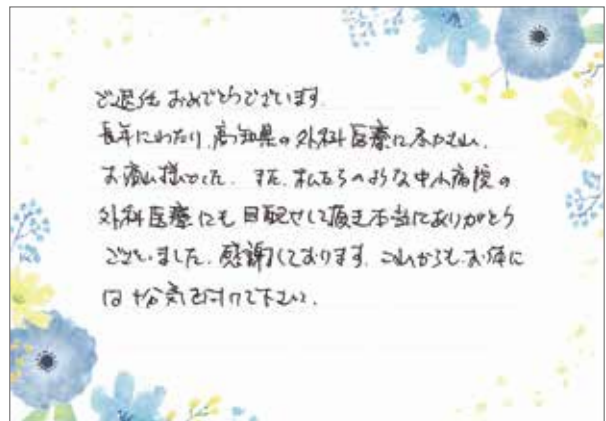 ご退任おめでとうございます。
長年にわたり、高知県の外科医療に尽力され、
お疲れ様でした。また、私たちのような中小病院の
外科医療にも目配せして頂き本当にありがとう
ございました。感謝しております。これからもお体に
は十分気を付けて下さい。